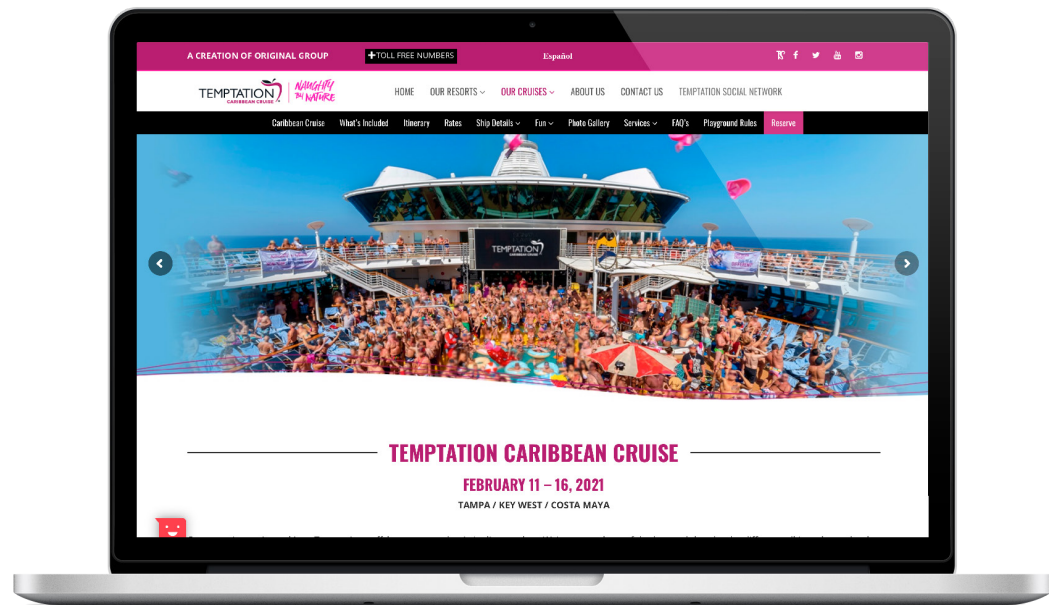 A CREATION OF ORIGINAL GROUP
+TOLL FREE NUMBERS
Español
TEMPTATION
CARIBBEAN CRUISE
NAUGHTY
BY NATURE
HOME OUR RESORTS OUR CRUISES ABOUT US CONTACT US TEMPTATION SOCIAL NETWORK
Caribbean Cruise What's Included Itinerary Rates Ship Details Fun Photo Gallery Services FAQ's Playground Rules Reserve
TEMPTATION
CARIBBEAN CRUISE
TEMPTATION CARIBBEAN CRUISE
FEBRUARY 11 – 16, 2021
TAMPA / KEY WEST / COSTA MAYA